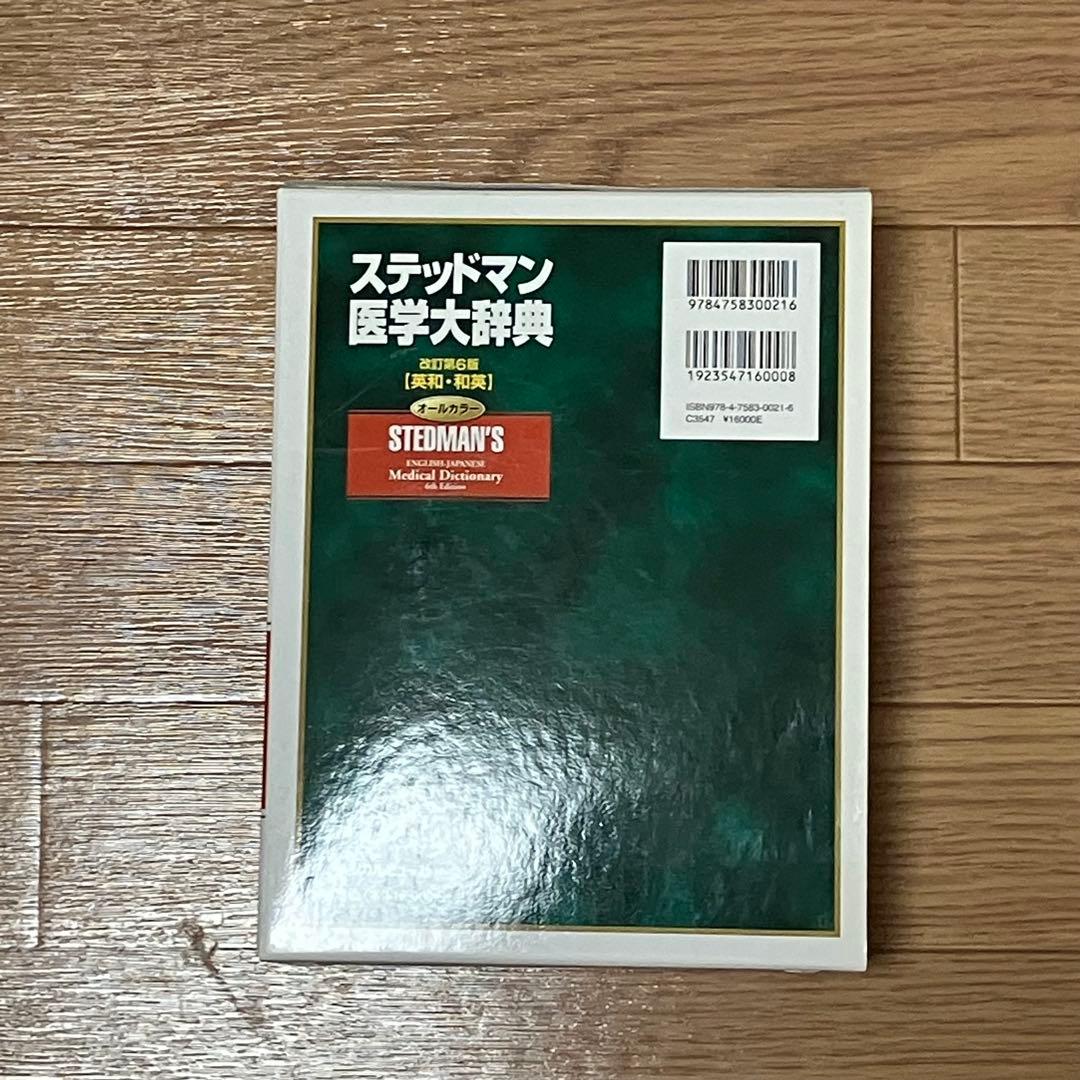 ステッドマン
医学大辞典
改訂第6版
【英和・和英】
オールカラー
STEDMAN'S
ENGLISH-JAPANESE
Medical Dictionary
6th Edition
9784758300216
1923547160008
ISBN978-4-7583-0021-6
C3547 ¥16000E